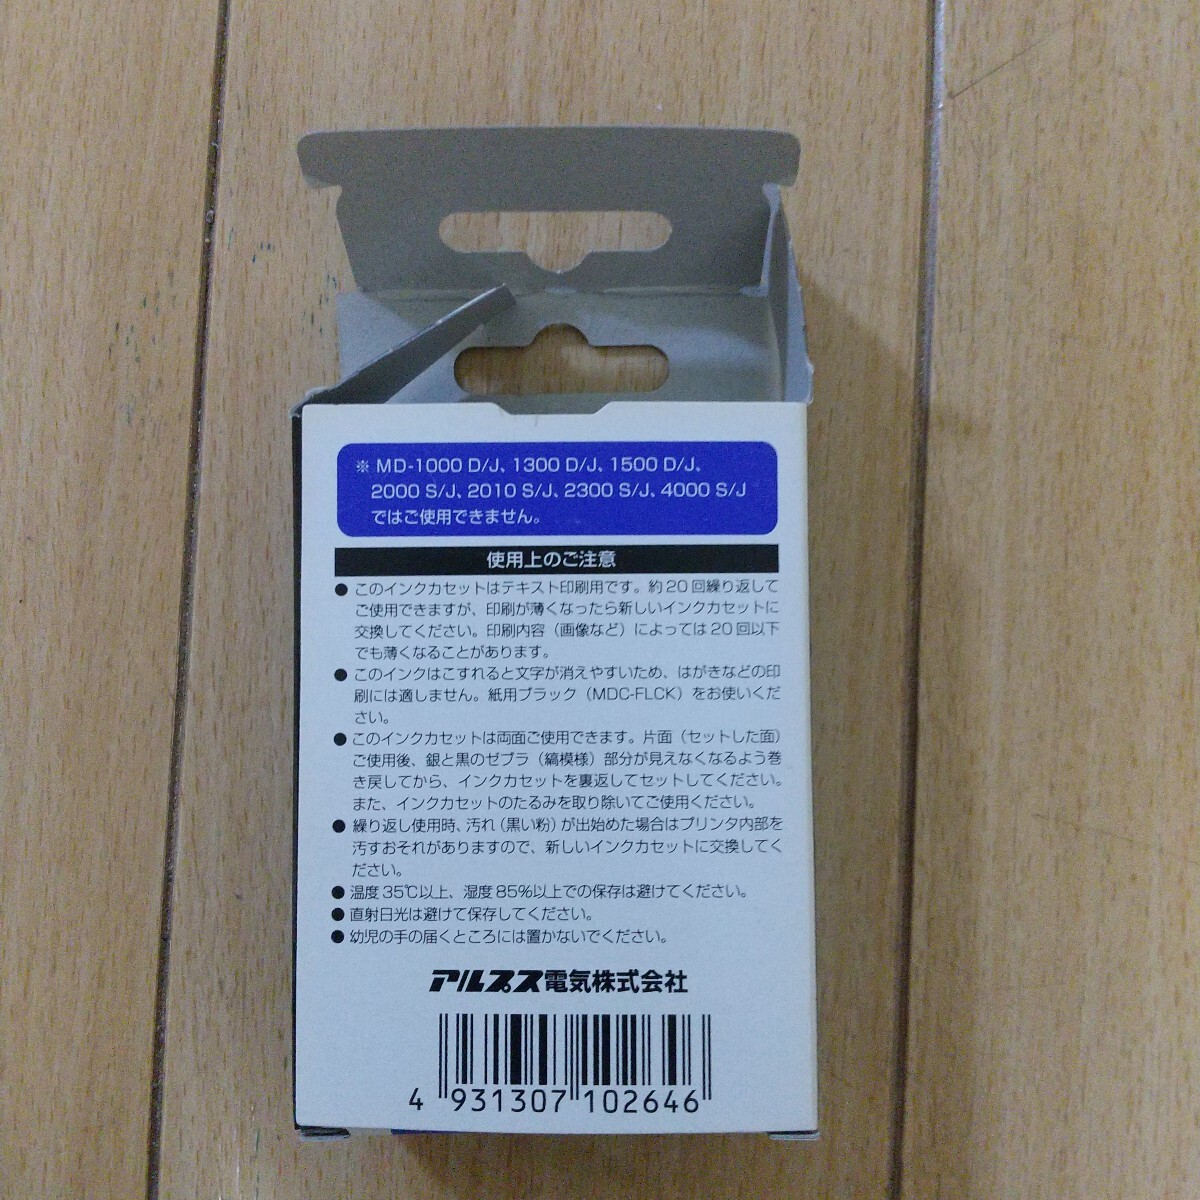 ※ MD-1000 D/J、1300 D/J、1500 D/J、
2000 S/J、2010 S/J、2300 S/J、4000 S/J
ではご使用できません。
使用上のご注意
● このインクカセットはテキスト印刷用です。約20回繰り返して
ご使用できますが、印刷が薄くなったら新しいインクカセットに
交換してください。印刷内容（画像など）によっては20回以下
でも薄くなることがあります。
● このインクはこすれると文字が消えやすいため、はがきなどの印
刷には適しません。紙用ブラック（MDC-FLCK）をお使いくだ
さい。
● このインクカセットは両面ご使用できます。片面（セットした面）
ご使用後、銀と黒のゼブラ（縞模様）部分が見えなくなるよう巻
き戻してから、インクカセットを裏返してセットしてください。
また、インクカセットのたるみを取り除いてご使用ください。
● 繰り返し使用時、汚れ（黒い粉）が出始めた場合はプリンタ内部を
汚すおそれがありますので、新しいインクカセットに交換してく
ださい。
● 温度35℃以上、湿度85%以上での保存は避けてください。
● 直射日光は避けて保存してください。
● 幼児の手の届くところには置かないでください。
アルプス電気株式会社
4 931307 102646